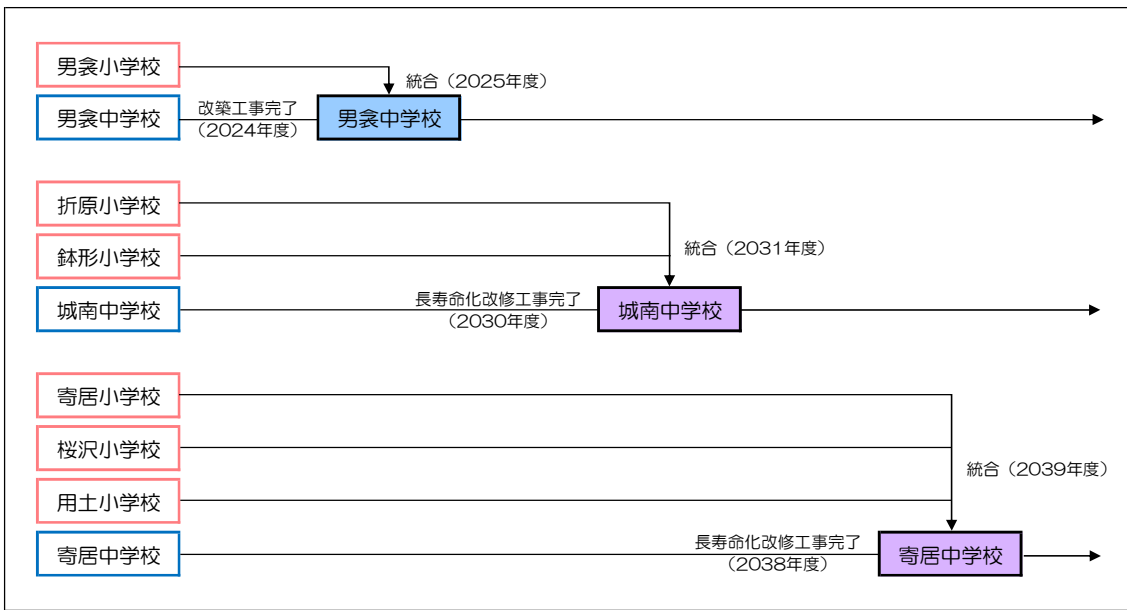 男衾小学校
統合（2025年度）
男衾中学校
改築工事完了
（2024年度）
男衾中学校
折原小学校
鉢形小学校
統合（2031年度）
城南中学校
長寿命化改修工事完了
（2030年度）
城南中学校
寄居小学校
桜沢小学校
統合（2039年度）
用土小学校
寄居中学校
長寿命化改修工事完了
（2038年度）
寄居中学校